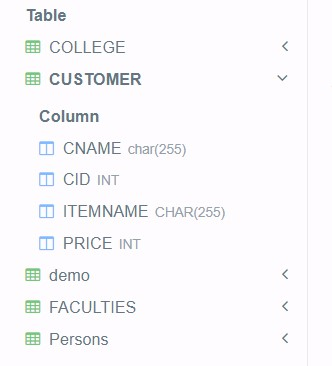 Table
COLLEGE
CUSTOMER
Column
CNAME char(255)
CID INT
ITEMNAME CHAR(255)
PRICE INT
demo
FACULTIES
Persons